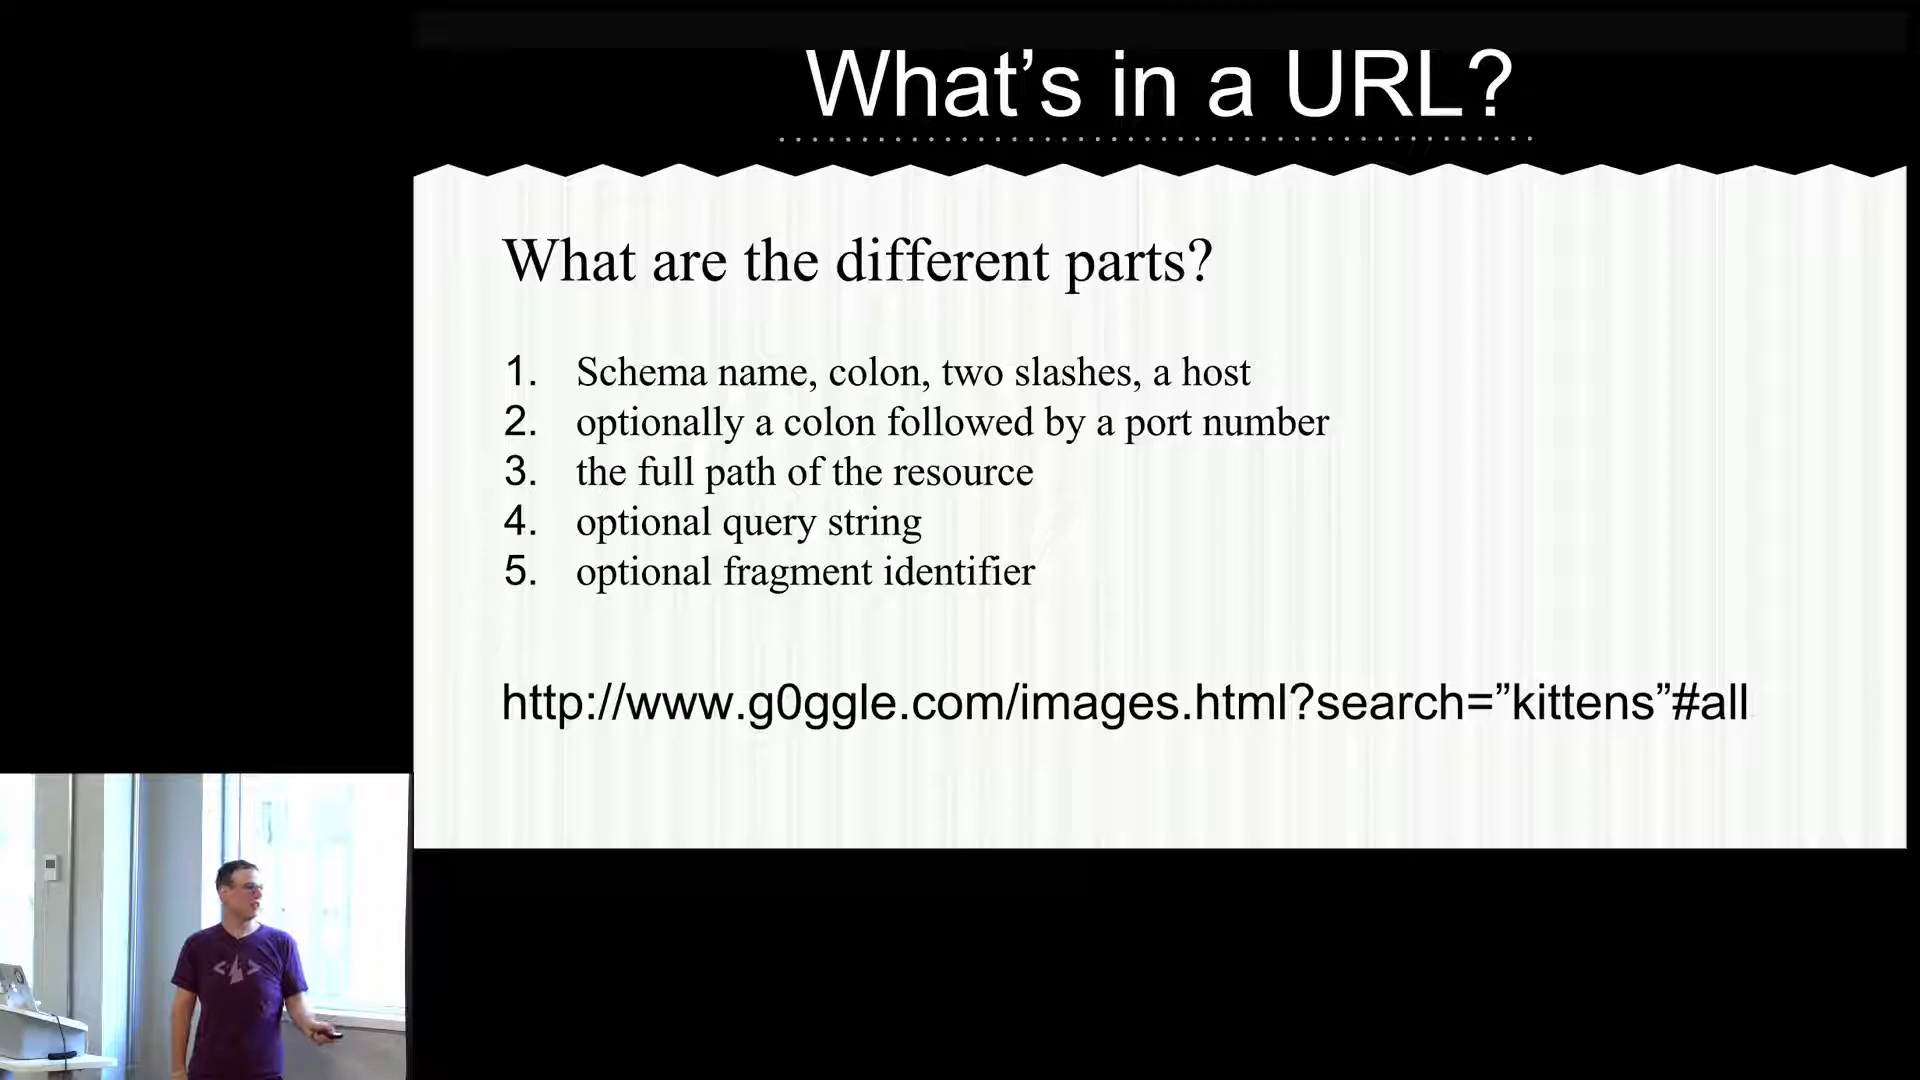 What’s in a URL?
What are the different parts?
1. Schema name, colon, two slashes, a host
2. optionally a colon followed by a port number
3. the full path of the resource
4. optional query string
5. optional fragment identifier
http://www.g0ggle.com/images.html?search=”kittens”#all